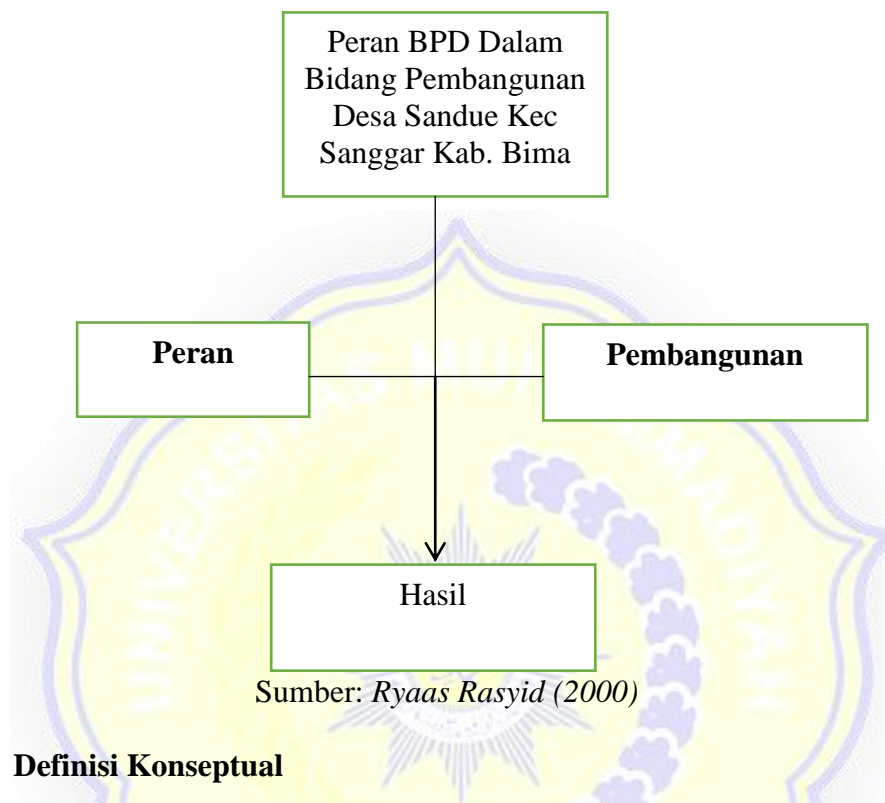 Peran BPD Dalam
Bidang Pembangunan
Desa Sandue Kec
Sanggar Kab. Bima
Peran
Pembangunan
Hasil
Sumber: Ryaas Rasyid (2000)
Definisi Konseptual